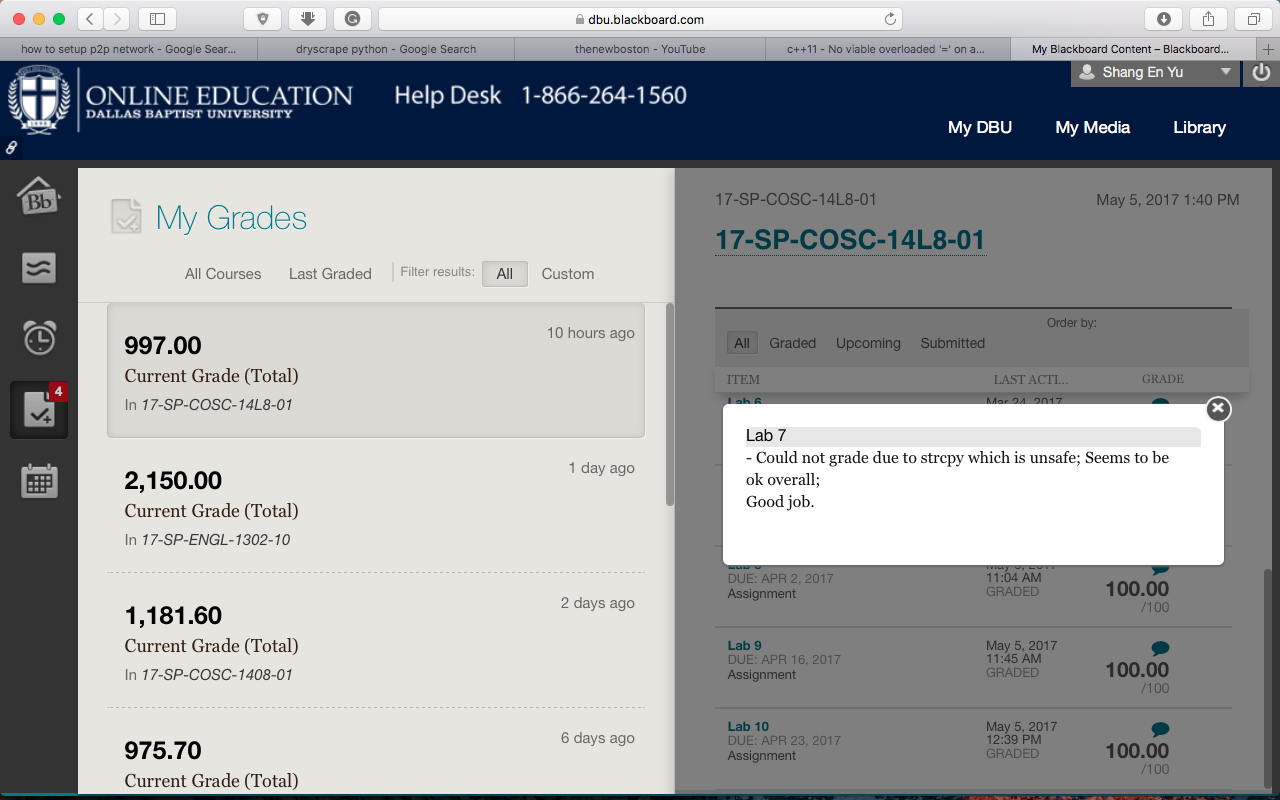 dbu.blackboard.com
how to setup p2p network - Google Sear...
dryscrape python - Google Search
thenewboston - YouTube
c++11 - No viable overloaded '=' on a...
My Blackboard Content – Blackboard...
ONLINE EDUCATION
DALLAS BAPTIST UNIVERSITY
Help Desk 1-866-264-1560
Shang En Yu
My DBU
My Media
Library
Bb
4
My Grades
All Courses
Last Graded
Filter results:
All
Custom
997.00
10 hours ago
Current Grade (Total)
In 17-SP-COSC-14L8-01
2,150.00
1 day ago
Current Grade (Total)
In 17-SP-ENGL-1302-10
1,181.60
2 days ago
Current Grade (Total)
In 17-SP-COSC-1408-01
975.70
6 days ago
Current Grade (Total)
17-SP-COSC-14L8-01
May 5, 2017 1:40 PM
17-SP-COSC-14L8-01
Order by:
All
Graded
Upcoming
Submitted
ITEM
LAST ACTI...
GRADE
Lab 6
Mar 24, 2017
Lab 7
- Could not grade due to strcpy which is unsafe; Seems to be
ok overall;
Good job.
DUE: APR 2, 2017
Assignment
11:04 AM
GRADED
100.00
/100
Lab 9
DUE: APR 16, 2017
Assignment
May 5, 2017
11:45 AM
GRADED
100.00
/100
Lab 10
DUE: APR 23, 2017
Assignment
May 5, 2017
12:39 PM
GRADED
100.00
/100